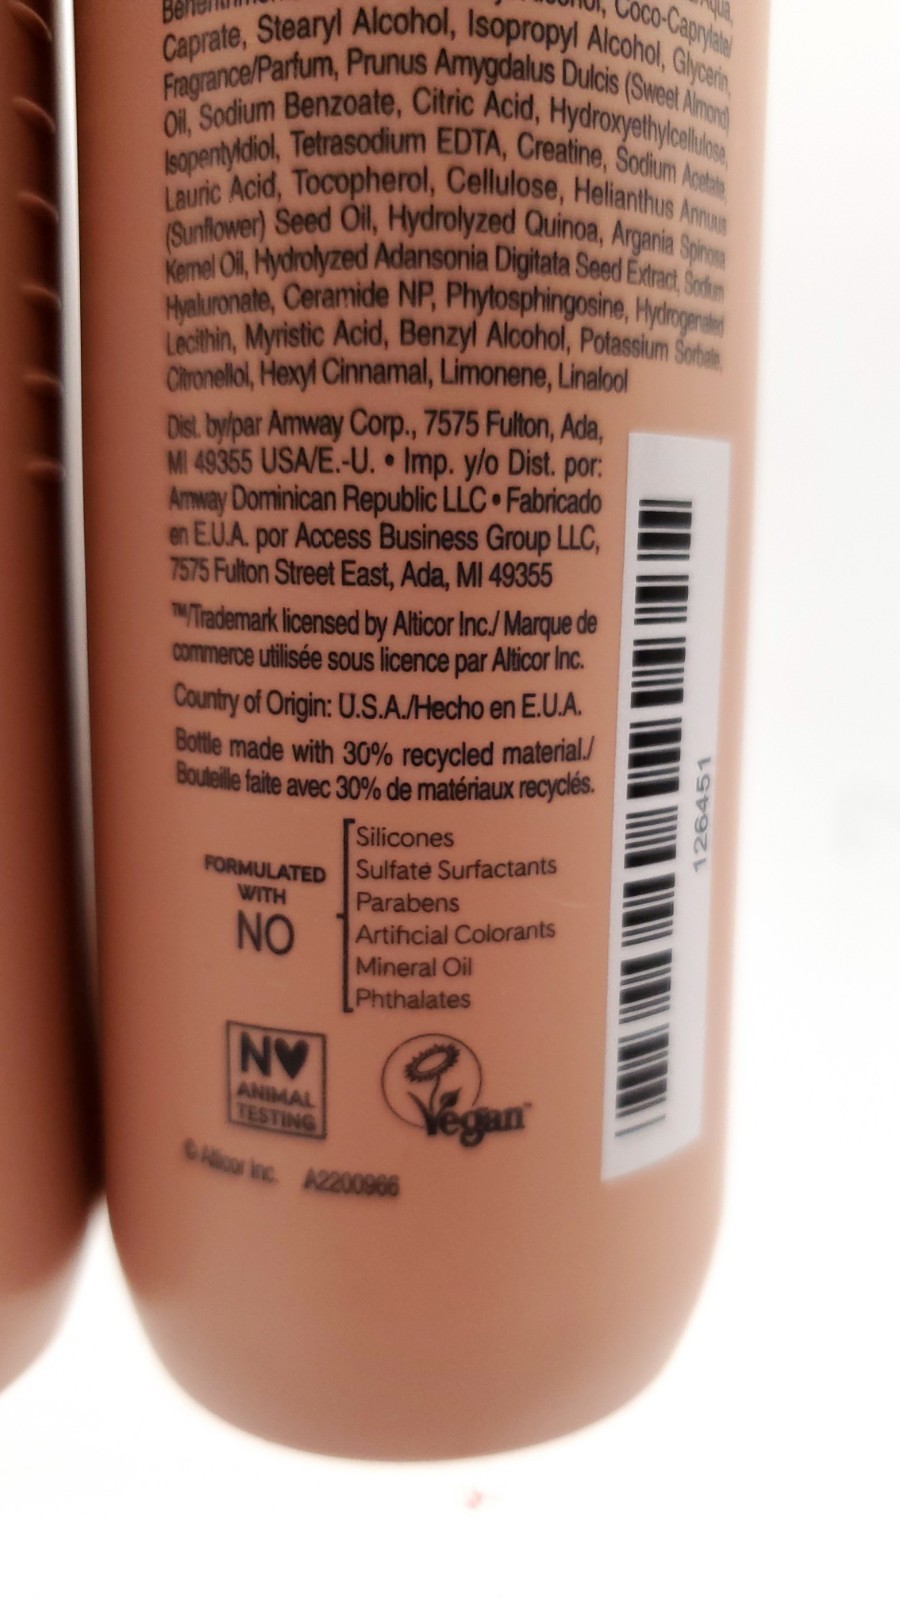 Alcohol, Coco-Caprylate/
Caprate, Stearyl Alcohol, Isopropyl Alcohol, Glycerin,
Fragrance/Parfum, Prunus Amygdalus Dulcis (Sweet Almond)
Oil, Sodium Benzoate, Citric Acid, Hydroxyethylcellulose,
Isopentyldiol, Tetrasodium EDTA, Creatine, Sodium Acetate,
Lauric Acid, Tocopherol, Cellulose, Helianthus Annuus
(Sunflower) Seed Oil, Hydrolyzed Quinoa, Argania Spinosa
Kernel Oil, Hydrolyzed Adansonia Digitata Seed Extract, Sodium
Hyaluronate, Ceramide NP, Phytosphingosine, Hydrogenated
Lecithin, Myristic Acid, Benzyl Alcohol, Potassium Sorbate,
Citronellol, Hexyl Cinnamal, Limonene, Linalool
Dist. by/par Amway Corp., 7575 Fulton, Ada,
MI 49355 USA/E.-U. • Imp. y/o Dist. por:
Amway Dominican Republic LLC • Fabricado
en E.U.A. por Access Business Group LLC,
7575 Fulton Street East, Ada, MI 49355
™/Trademark licensed by Alticor Inc./ Marque de
commerce utilisée sous licence par Alticor Inc.
Country of Origin: U.S.A./Hecho en E.U.A.
Bottle made with 30% recycled material./
Bouteille faite avec 30% de matériaux recyclés.
FORMULATED
WITH
NO
Silicones
Sulfate Surfactants
Parabens
Artificial Colorants
Mineral Oil
Phthalates
N♥
ANIMAL
TESTING
Vegan™
© Alticor Inc. A2200966
126451